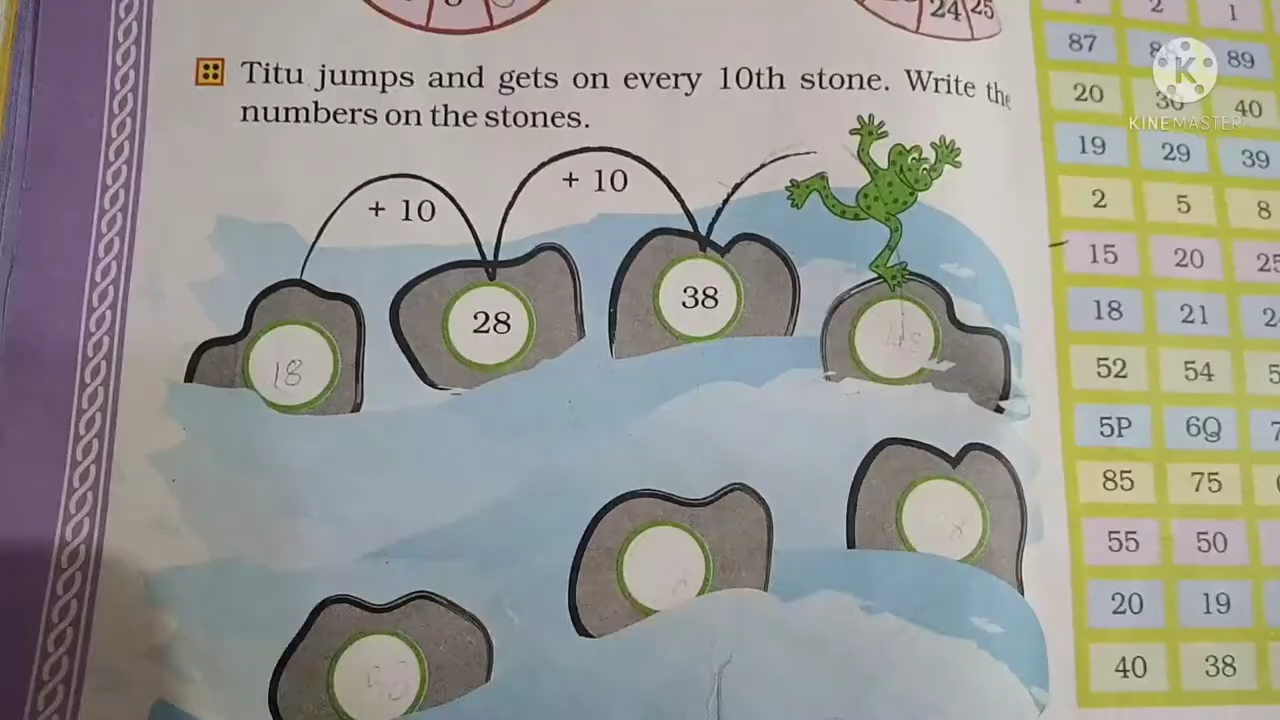 24 25
Titu jumps and gets on every 10th stone. Write the
numbers on the stones.
+ 10
+ 10
18
28
38
2 1
87 89
20 30 40
19 29 39
2 5 8
15 20 25
18 21
52 54
5P 6Q
85 75
55 50
20 19
40 38
K
KINEMASTER